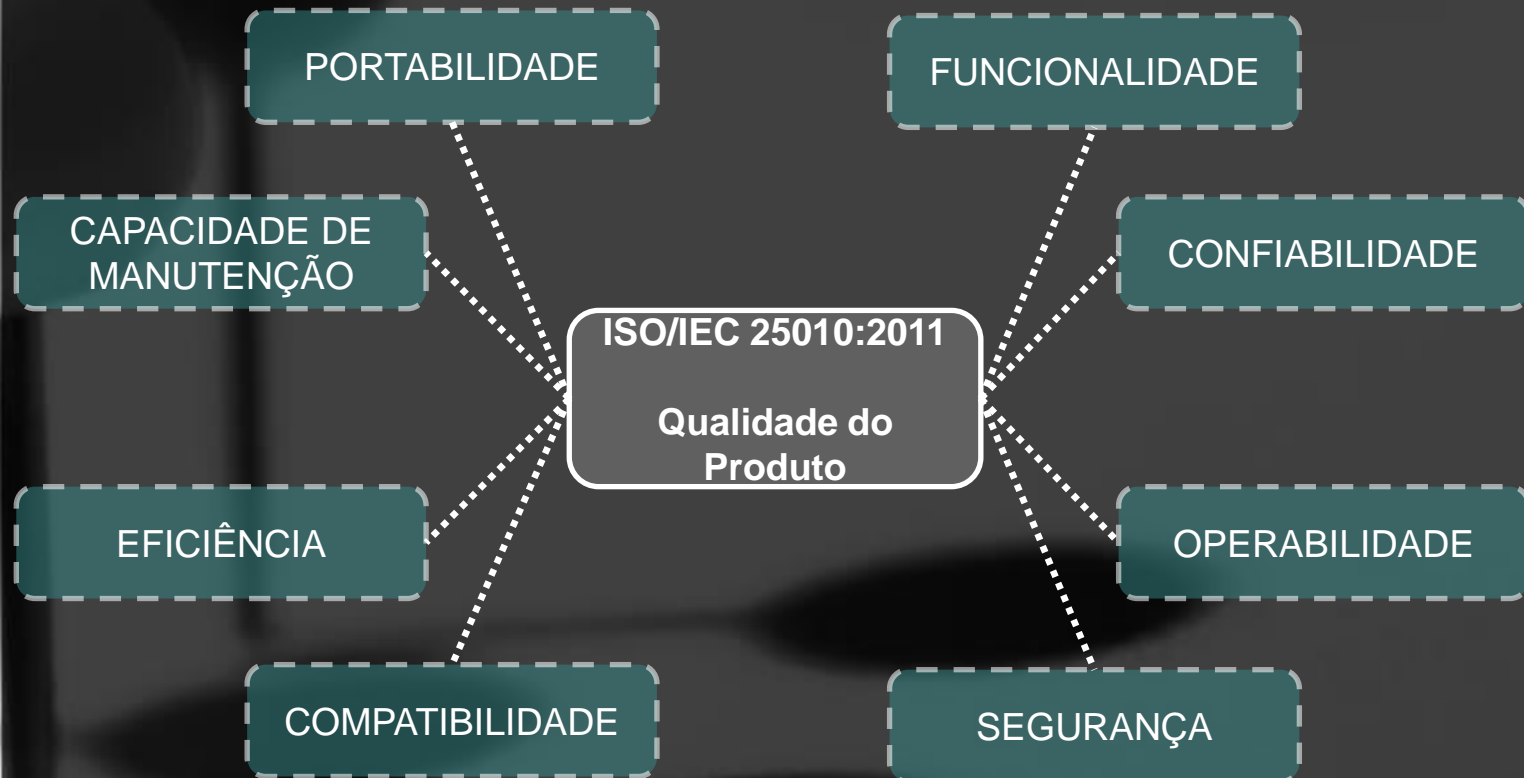 PORTABILIDADE
FUNCIONALIDADE
CAPACIDADE DE
MANUTENÇÃO
CONFIABILIDADE
ISO/IEC 25010:2011
Qualidade do
Produto
EFICIÊNCIA
OPERABILIDADE
COMPATIBILIDADE
SEGURANÇA